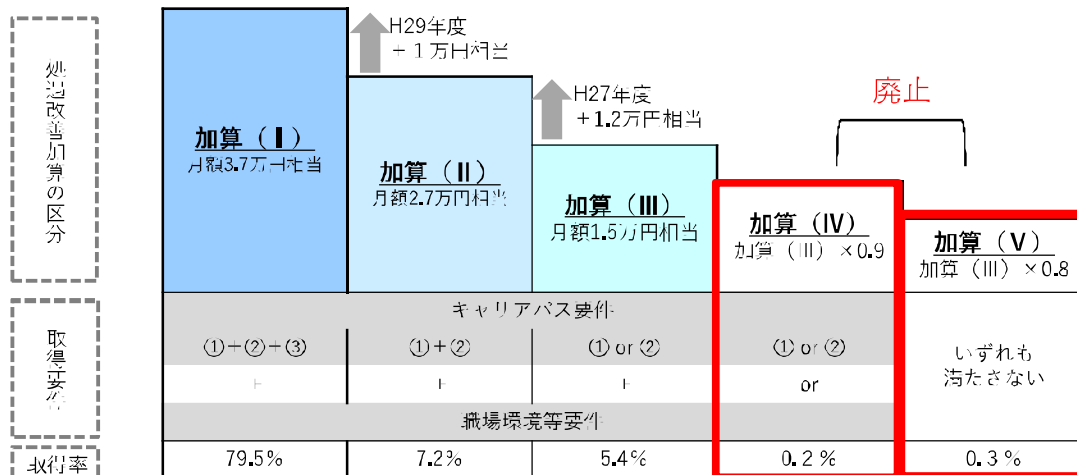 処遇改善加算の区分
H29年度
+1万円相当
H27年度
+1.2万円相当
廃止
加算（Ⅰ）
月額3.7万円相当
加算（Ⅱ）
月額2.7万円相当
加算（Ⅲ）
月額1.5万円相当
加算（Ⅳ）
加算（Ⅲ）×0.9
加算（Ⅴ）
加算（Ⅲ）×0.8
取得要件
キャリアパス要件
①+②+③
①+②
① or ②
① or ②
いずれも
満たさない
+
+
+
or
職場環境等要件
取得率
79.5%
7.2%
5.4%
0.2%
0.3%